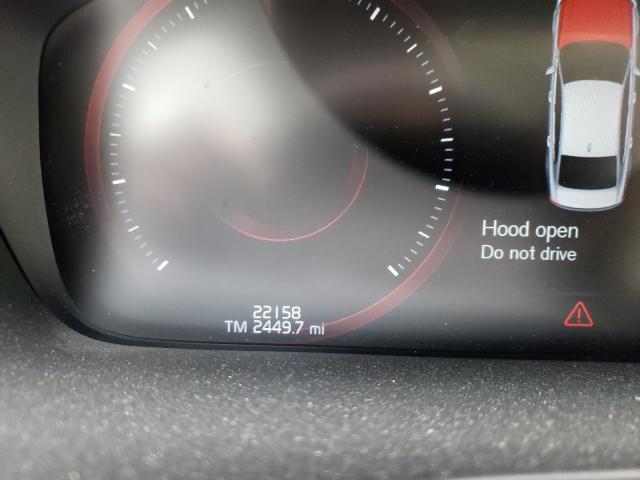 Hood open
Do not drive
22158
TM 2449.7 mi